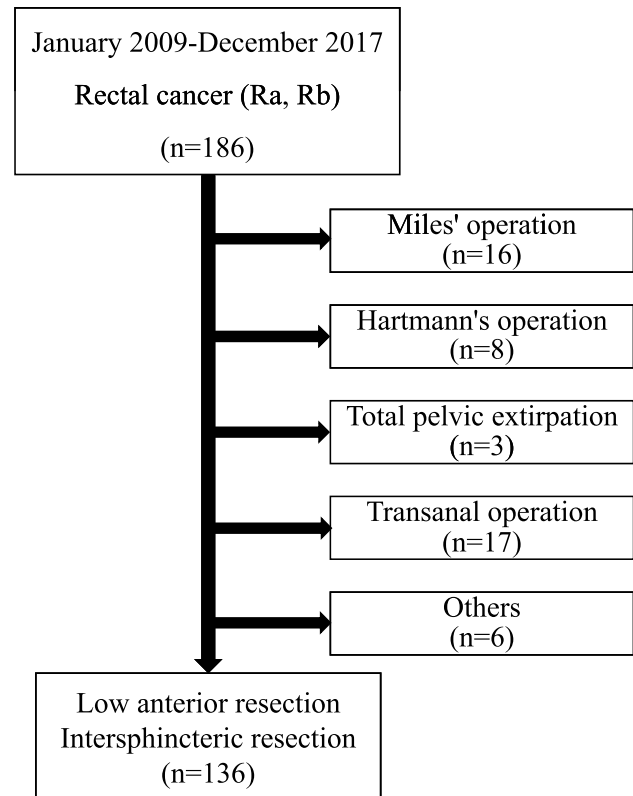 January 2009-December 2017
Rectal cancer (Ra, Rb)
(n=186)
Miles' operation
(n=16)
Hartmann's operation
(n=8)
Total pelvic extirpation
(n=3)
Transanal operation
(n=17)
Others
(n=6)
Low anterior resection
Intersphincteric resection
(n=136)